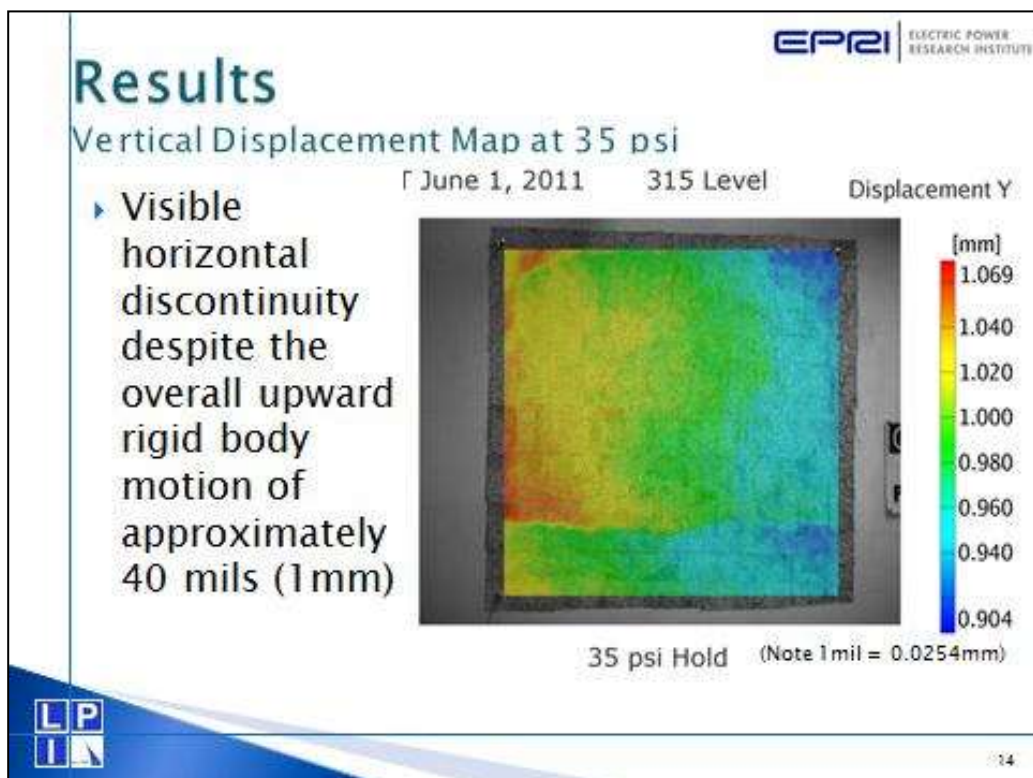 EPRI
ELECTRIC POWER
RESEARCH INSTITUTE
Results
Vertical Displacement Map at 35 psi
Visible
horizontal
discontinuity
despite the
overall upward
rigid body
motion of
approximately
40 mils (1mm)
June 1, 2011 315 Level
Displacement Y
[mm]
1.069
1.040
1.020
1.000
0.980
0.960
0.940
0.904
35 psi Hold (Note 1mil = 0.0254mm)
L P
I
14